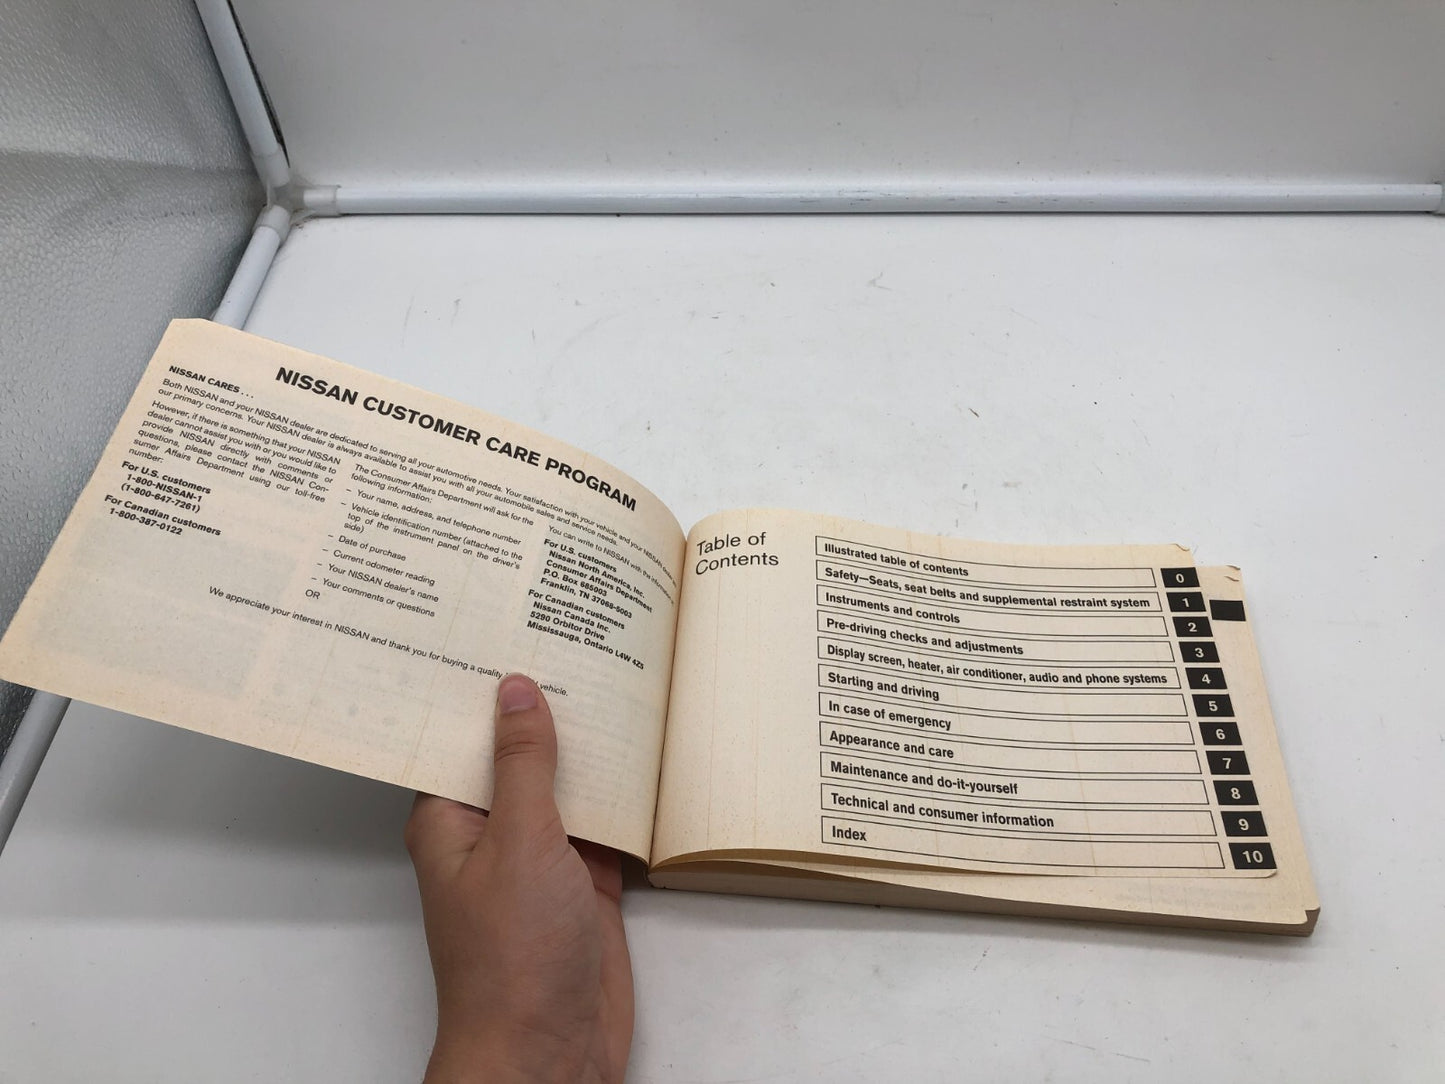 NISSAN CUSTOMER CARE PROGRAM
NISSAN CARES . . .
Both NISSAN and your NISSAN dealer are dedicated to serving all your automotive needs. Your satisfaction with your vehicle and your NISSAN dealer are
our primary concerns. Your NISSAN dealer is always available to assist you with all your automobile sales and service needs.
However, if there is something that your NISSAN
dealer cannot assist you with or you would like to
provide NISSAN directly with comments or
questions, please contact the NISSAN Con-
sumer Affairs Department using our toll-free
number:
For U.S. customers
1-800-NISSAN-1
(1-800-647-7261)
For Canadian customers
1-800-387-0122
The Consumer Affairs Department will ask for the
following information:
– Your name, address, and telephone number
– Vehicle identification number (attached to the
top of the instrument panel on the driver's
side)
– Date of purchase
– Current odometer reading
– Your NISSAN dealer's name
– Your comments or questions
OR
You can write to NISSAN with the information
For U.S. customers
Nissan North America, Inc.
Consumer Affairs Department
P.O. Box 685003
Franklin, TN 37068-5003
For Canadian customers
Nissan Canada Inc.
5290 Orbitor Drive
Mississauga, Ontario L4W 4Z5
We appreciate your interest in NISSAN and thank you for buying a quality vehicle.
Table of
Contents
Illustrated table of contents 0
Safety—Seats, seat belts and supplemental restraint system 1
Instruments and controls 2
Pre-driving checks and adjustments 3
Display screen, heater, air conditioner, audio and phone systems 4
Starting and driving 5
In case of emergency 6
Appearance and care 7
Maintenance and do-it-yourself 8
Technical and consumer information 9
Index 10